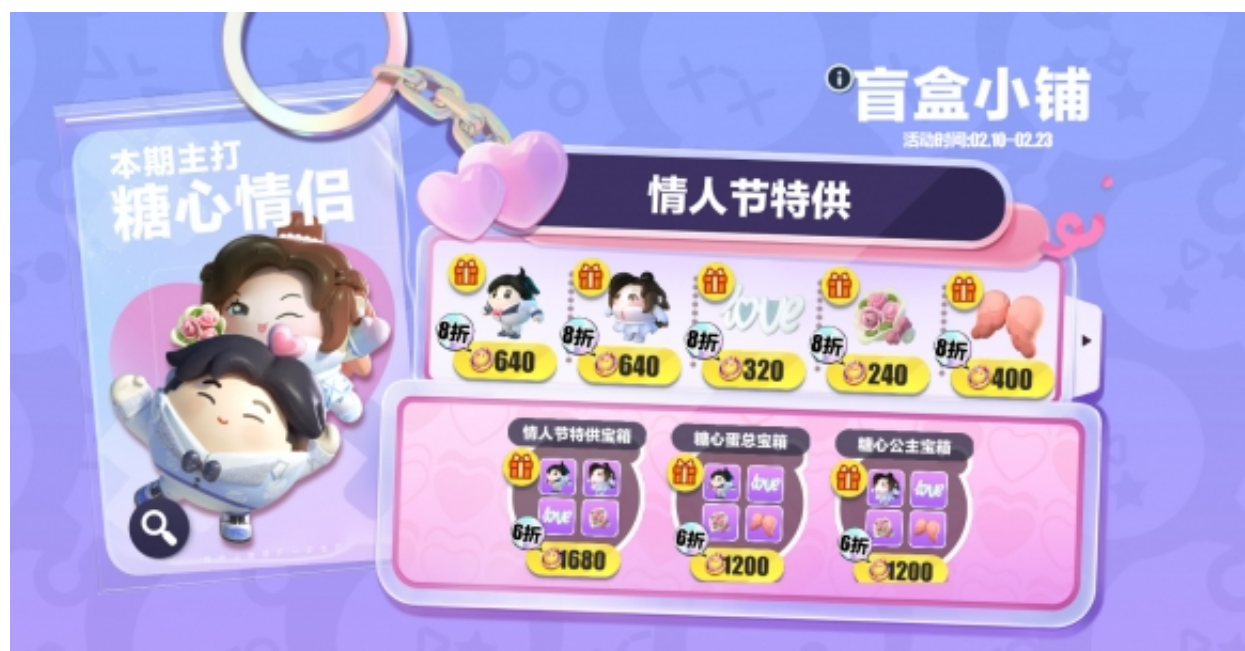 本期主打
糖心情侣
盲盒小铺
活动时间:02.10-02.23
情人节特供
8折
640
8折
640
love
8折
320
8折
240
8折
400
情人节特供宝箱
love
6折
1680
糖心蛋总宝箱
love
6折
1200
糖心公主宝箱
love
6折
1200